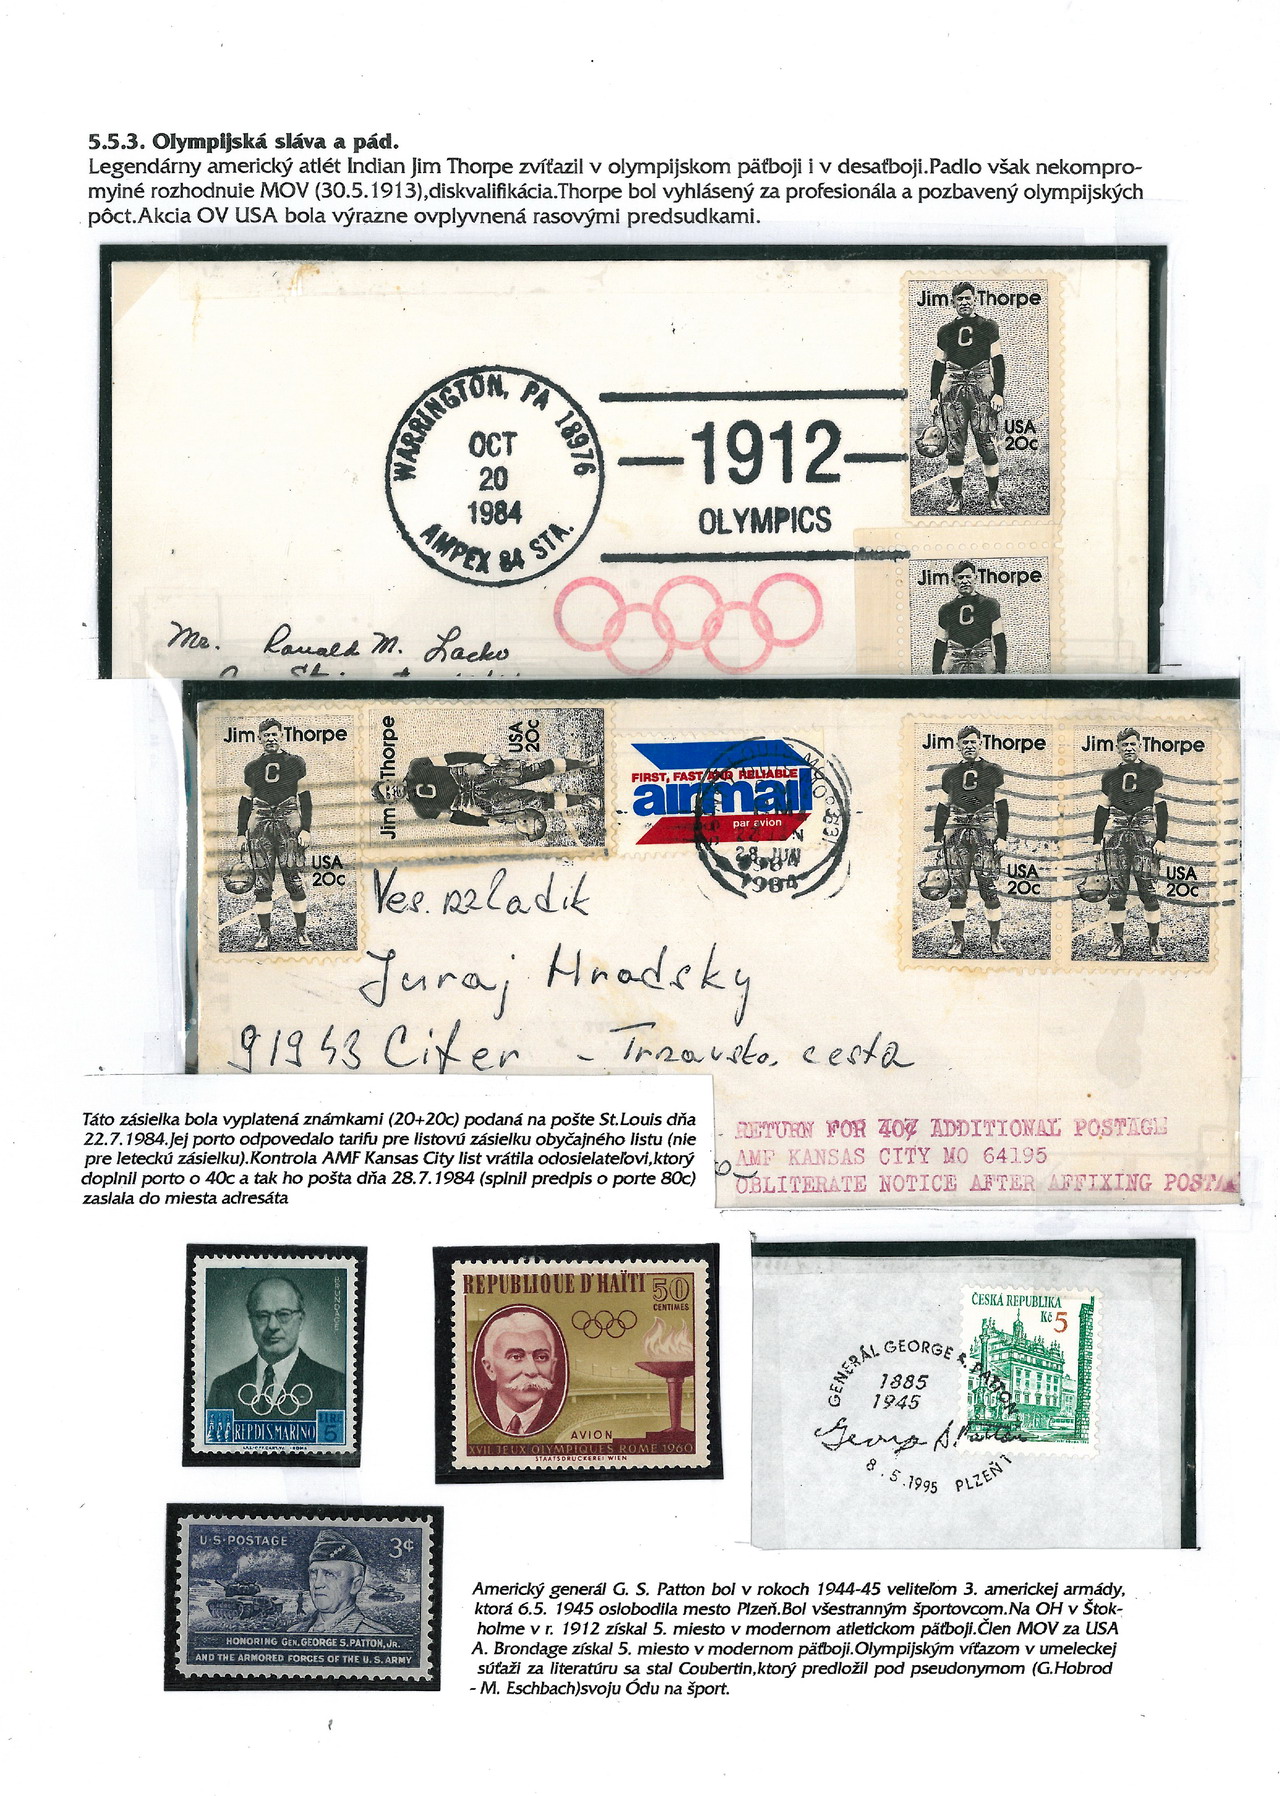 5.5.3. Olympijská sláva a pád.
Legendárny americký atlét Indian Jim Thorpe zvíťazil v olympijskom päťboji i v desaťboji.Padlo však nekompro-
myiné rozhodnuie MOV (30.5.1913),diskvalifikácia.Thorpe bol vyhlásený za profesionála a pozbavený olympijských
pôct.Akcia OV USA bola výrazne ovplyvnená rasovými predsudkami.
Jim Thorpe
USA
20c
WARRINGTON, PA 18976
OCT
20
1984
AMPEX 84 STA.
1912
OLYMPICS
Jim Thorpe
Mr. Ronald M. Lacko
Jim Thorpe
USA
20c
Jim Thorpe
USA
20c
FIRST, FAST AND RELIABLE
airmail
par avion
28 JUN
1984
Jim Thorpe
USA
20c
Jim Thorpe
USA
20c
Juraj Hradsky
91943 Cifer - Trnavska cesta
RETURN FOR 40¢ ADDITIONAL POSTAGE
AMF KANSAS CITY MO 64195
OBLITERATE NOTICE AFTER AFFIXING POSTA
Táto zásielka bola vyplatená známkami (20+20c) podaná na pošte St.Louis dňa
22.7.1984.Jej porto odpovedalo tarifu pre listovú zásielku obyčajného listu (nie
pre leteckú zásielku).Kontrola AMF Kansas City list vrátila odosielateľovi,ktorý
doplnil porto o 40c a tak ho pošta dňa 28.7.1984 (splnil predpis o porte 80c)
zaslala do miesta adresáta
BRUNDAGE
REP.DI S.MARINO
LIRE
5
REPUBLIQUE D'HAÏTI
50
CENTIMES
AVION
XVII. JEUX OLYMPIQUES ROME 1960
STAATSDRUCKEREI WIEN
ČESKÁ REPUBLIKA
Kč 5
GENERÁL GEORGE S. PATTON
1885
1945
8.5.1995 PLZEŇ 1
U.S. POSTAGE
3¢
HONORING GEN. GEORGE S. PATTON, JR.
AND THE ARMORED FORCES OF THE U.S. ARMY
Americký generál G. S. Patton bol v rokoch 1944-45 veliteľom 3. americkej armády,
ktorá 6.5. 1945 oslobodila mesto Plzeň.Bol všestranným športovcom.Na OH v Štok-
holme v r. 1912 získal 5. miesto v modernom atletickom päťboji.Člen MOV za USA
A. Brondage získal 5. miesto v modernom päťboji.Olympijským víťazom v umeleckej
súťaži za literatúru sa stal Coubertin,ktorý predložil pod pseudonymom (G.Hobrod
- M. Eschbach)svoju Ódu na šport.